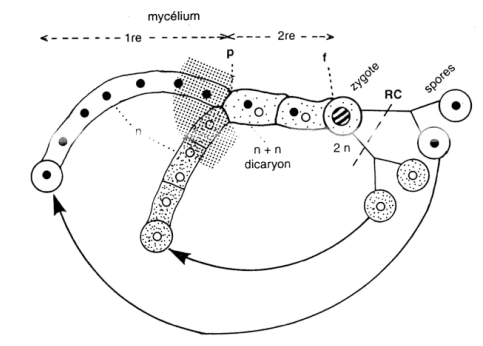 mycélium
1re
2re
p
f
zygote
RC
spores
n
n + n
dicaryon
2 n